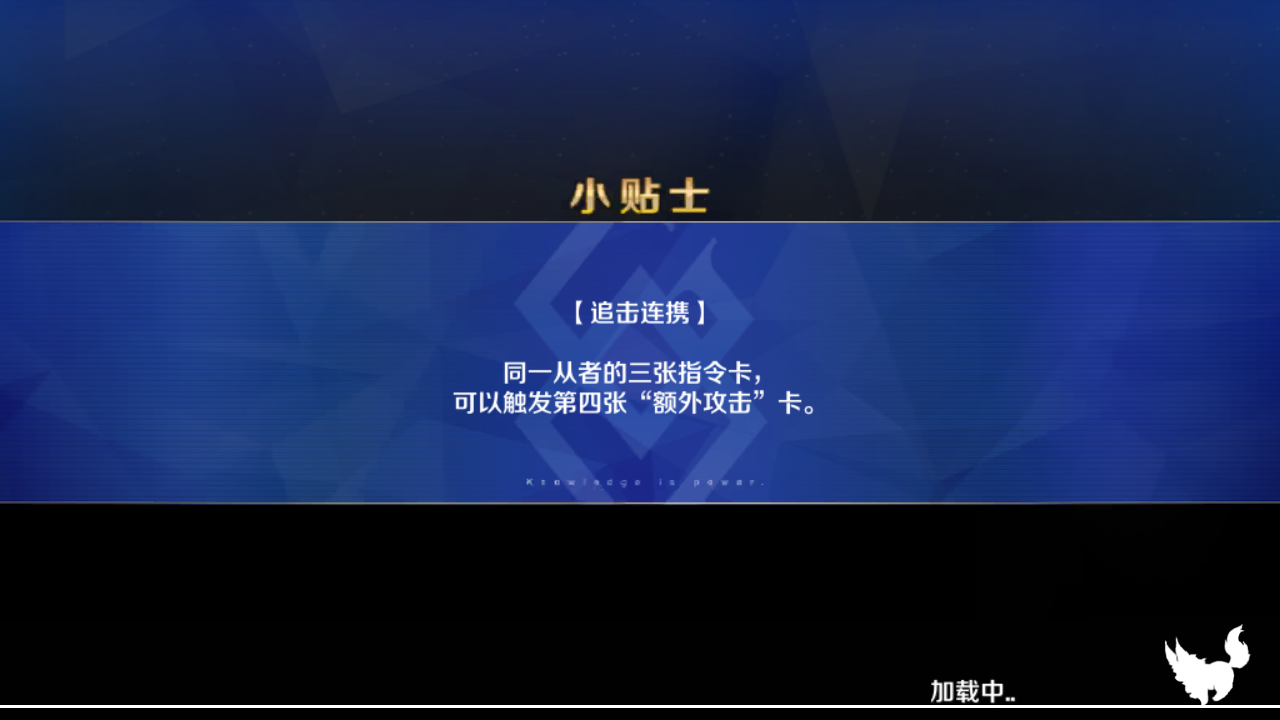 小贴士
【追击连携】
同一从者的三张指令卡，
可以触发第四张“额外攻击”卡。
Knowledge is power.
加载中..